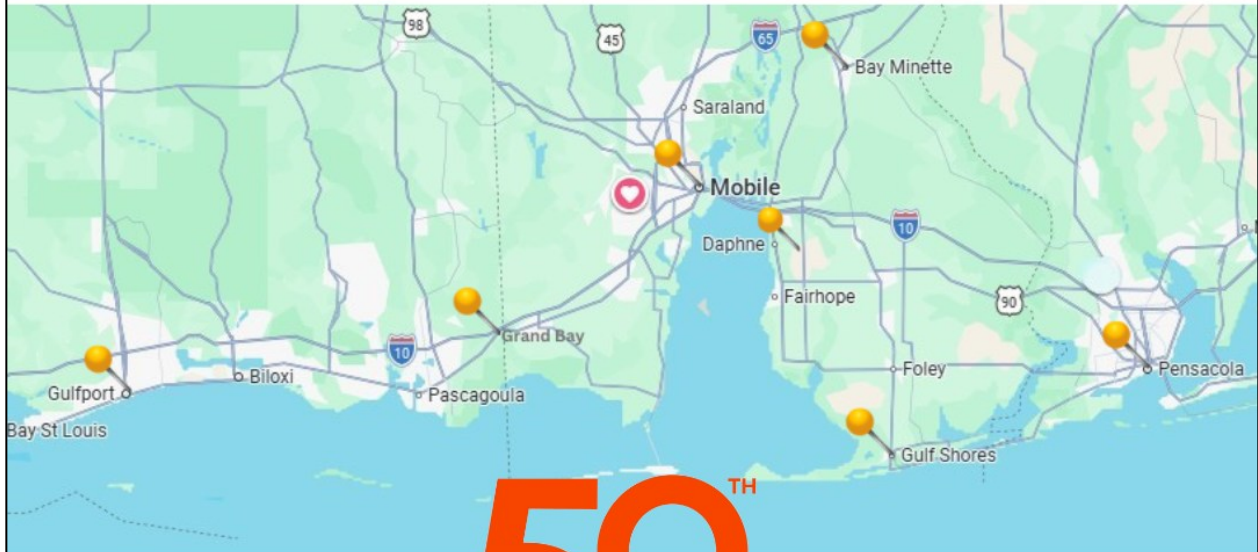 98
45
65
Bay Minette
Saraland
Mobile
10
Daphne
Fairhope
90
Grand Bay
10
Foley
Pensacola
Biloxi
Gulfport
Pascagoula
Bay St Louis
Gulf Shores
50TH